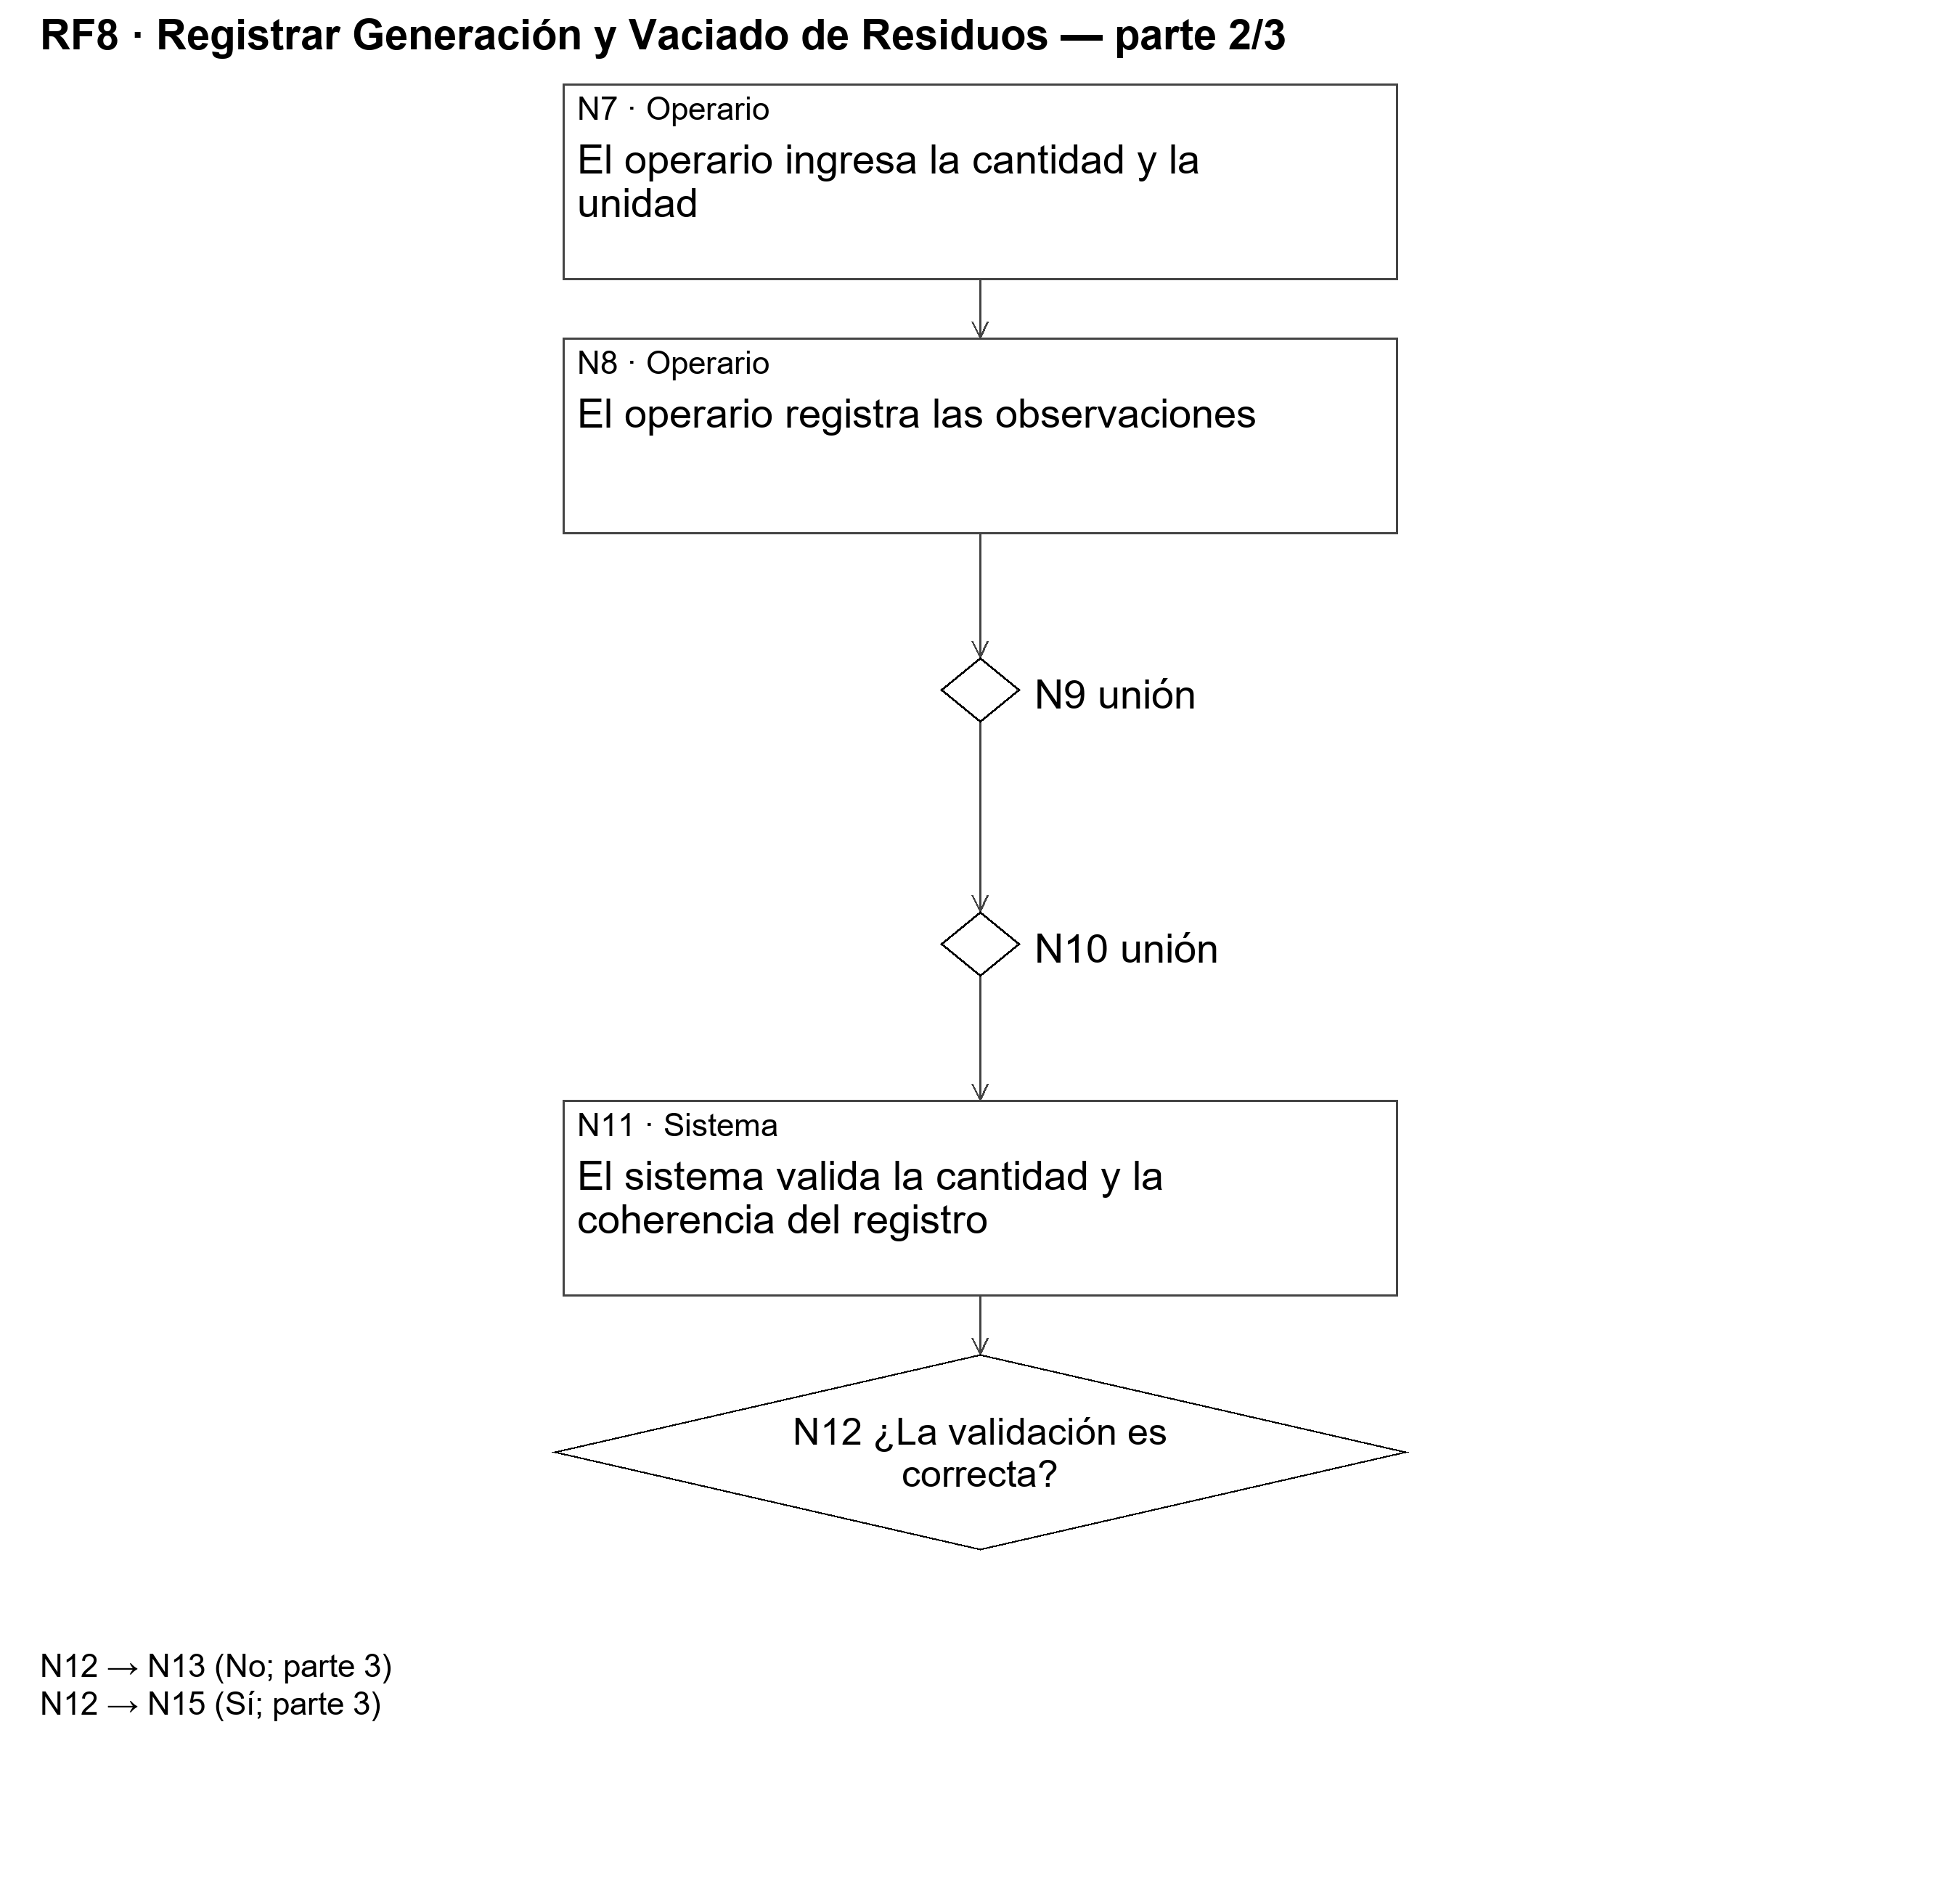 RF8 · Registrar Generación y Vaciado de Residuos — parte 2/3
N7 · Operario
El operario ingresa la cantidad y la
unidad
N8 · Operario
El operario registra las observaciones
N9 unión
N10 unión
N11 · Sistema
El sistema valida la cantidad y la
coherencia del registro
N12 ¿La validación es
correcta?
N12 → N13 (No; parte 3)
N12 → N15 (Sí; parte 3)